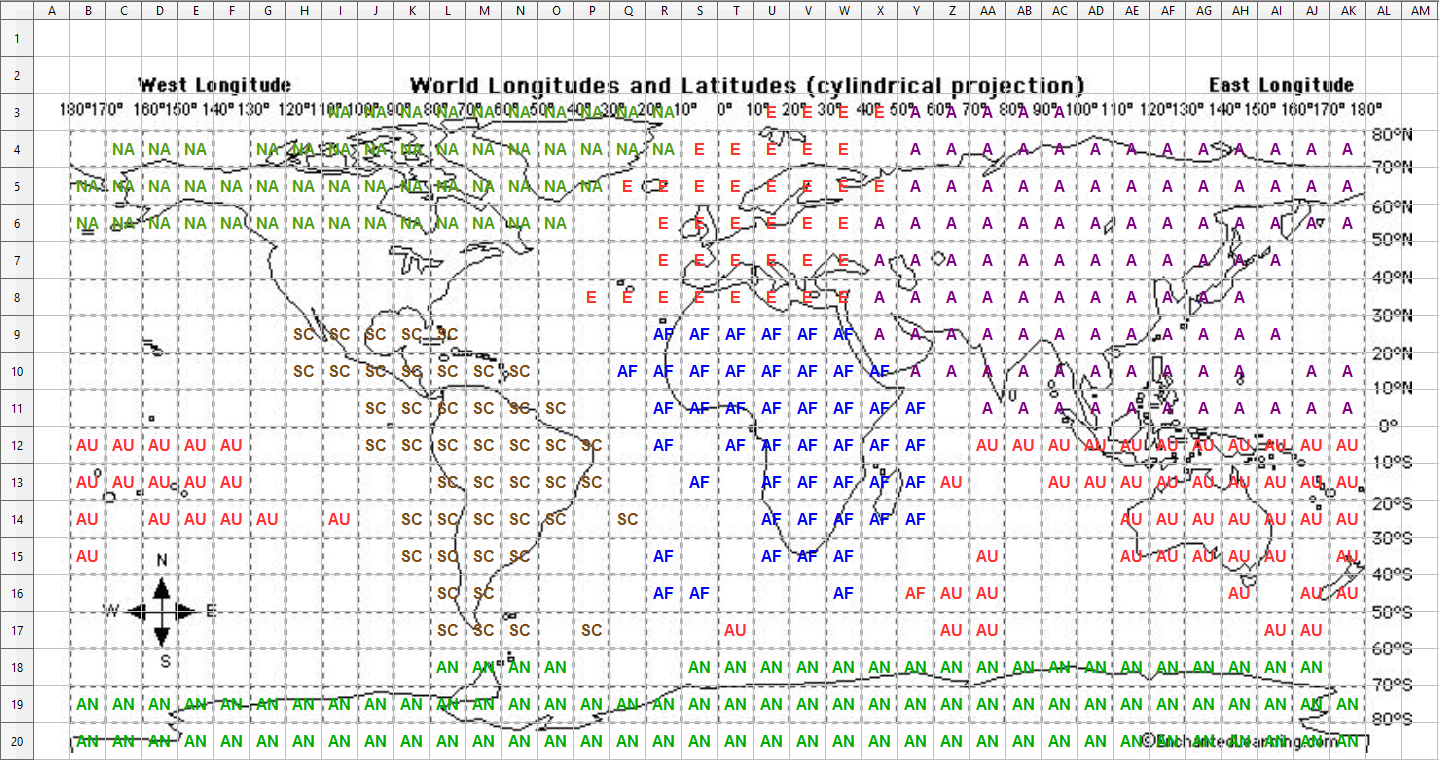 A B C D E F G H I J K L M N O P Q R S T U V W X Y Z AA AB AC AD AE AF AG AH AI AJ AK AL AM
1
2 West Longitude World Longitudes and Latitudes (cylindrical projection) East Longitude
180° 170° 160° 150° 140° 130° 120° 110° 100° 90° 80° 70° 60° 50° 40° 30° 20° 10° 0° 10° 20° 30° 40° 50° 60° 70° 80° 90° 100° 110° 120° 130° 140° 150° 160° 170° 180°
3 NA NA NA NA NA NA NA NA NA NA E E E E A A A A A
80°N
4 NA NA NA NA NA NA NA NA NA NA NA NA NA NA NA E E E E E A A A A A A A A A A A A A
70°N
5 NA NA NA NA NA NA NA NA NA NA NA NA NA NA NA E E E E E E E E A A A A A A A A A A A A A
60°N
6 NA NA NA NA NA NA NA NA NA NA NA NA NA NA E E E E E E A A A A A A A A A A A A A A
50°N
7 E E E E E E A A A A A A A A A A A A
40°N
8 E E E E E E E E A A A A A A A A A A A
30°N
9 SC SC SC SC SC AF AF AF AF AF AF A A A A A A A A A A A A
20°N
10 SC SC SC SC SC SC SC AF AF AF AF AF AF AF AF A A A A A A A A A A A A
10°N
11 SC SC SC SC SC SC AF AF AF AF AF AF AF AF A A A A A A A A A A A
0°
12 AU AU AU AU AU SC SC SC SC SC SC SC AF AF AF AF AF AF AF AU AU AU AU AU AU AU AU AU AU AU
10°S
13 AU AU AU AU AU SC SC SC SC SC AF AF AF AF AF AF AU AU AU AU AU AU AU AU AU AU
20°S
14 AU AU AU AU AU AU SC SC SC SC SC SC AF AF AF AF AF AU AU AU AU AU AU AU
30°S
15 AU SC SC SC SC AF AF AF AF AU AU AU AU AU AU AU
N
40°S
16 SC SC AF AF AF AF AU AU AU AU AU
W E
50°S
17 SC SC SC SC AU AU AU AU AU
60°S
S
18 AN AN AN AN AN AN AN AN AN AN AN AN AN AN AN AN AN AN AN AN AN AN
70°S
19 AN AN AN AN AN AN AN AN AN AN AN AN AN AN AN AN AN AN AN AN AN AN AN AN AN AN AN AN AN AN AN AN AN AN AN AN
80°S
20 AN AN AN AN AN AN AN AN AN AN AN AN AN AN AN AN AN AN AN AN AN AN AN AN AN AN AN AN AN AN AN AN AN AN AN AN
©EnchantedLearning.com